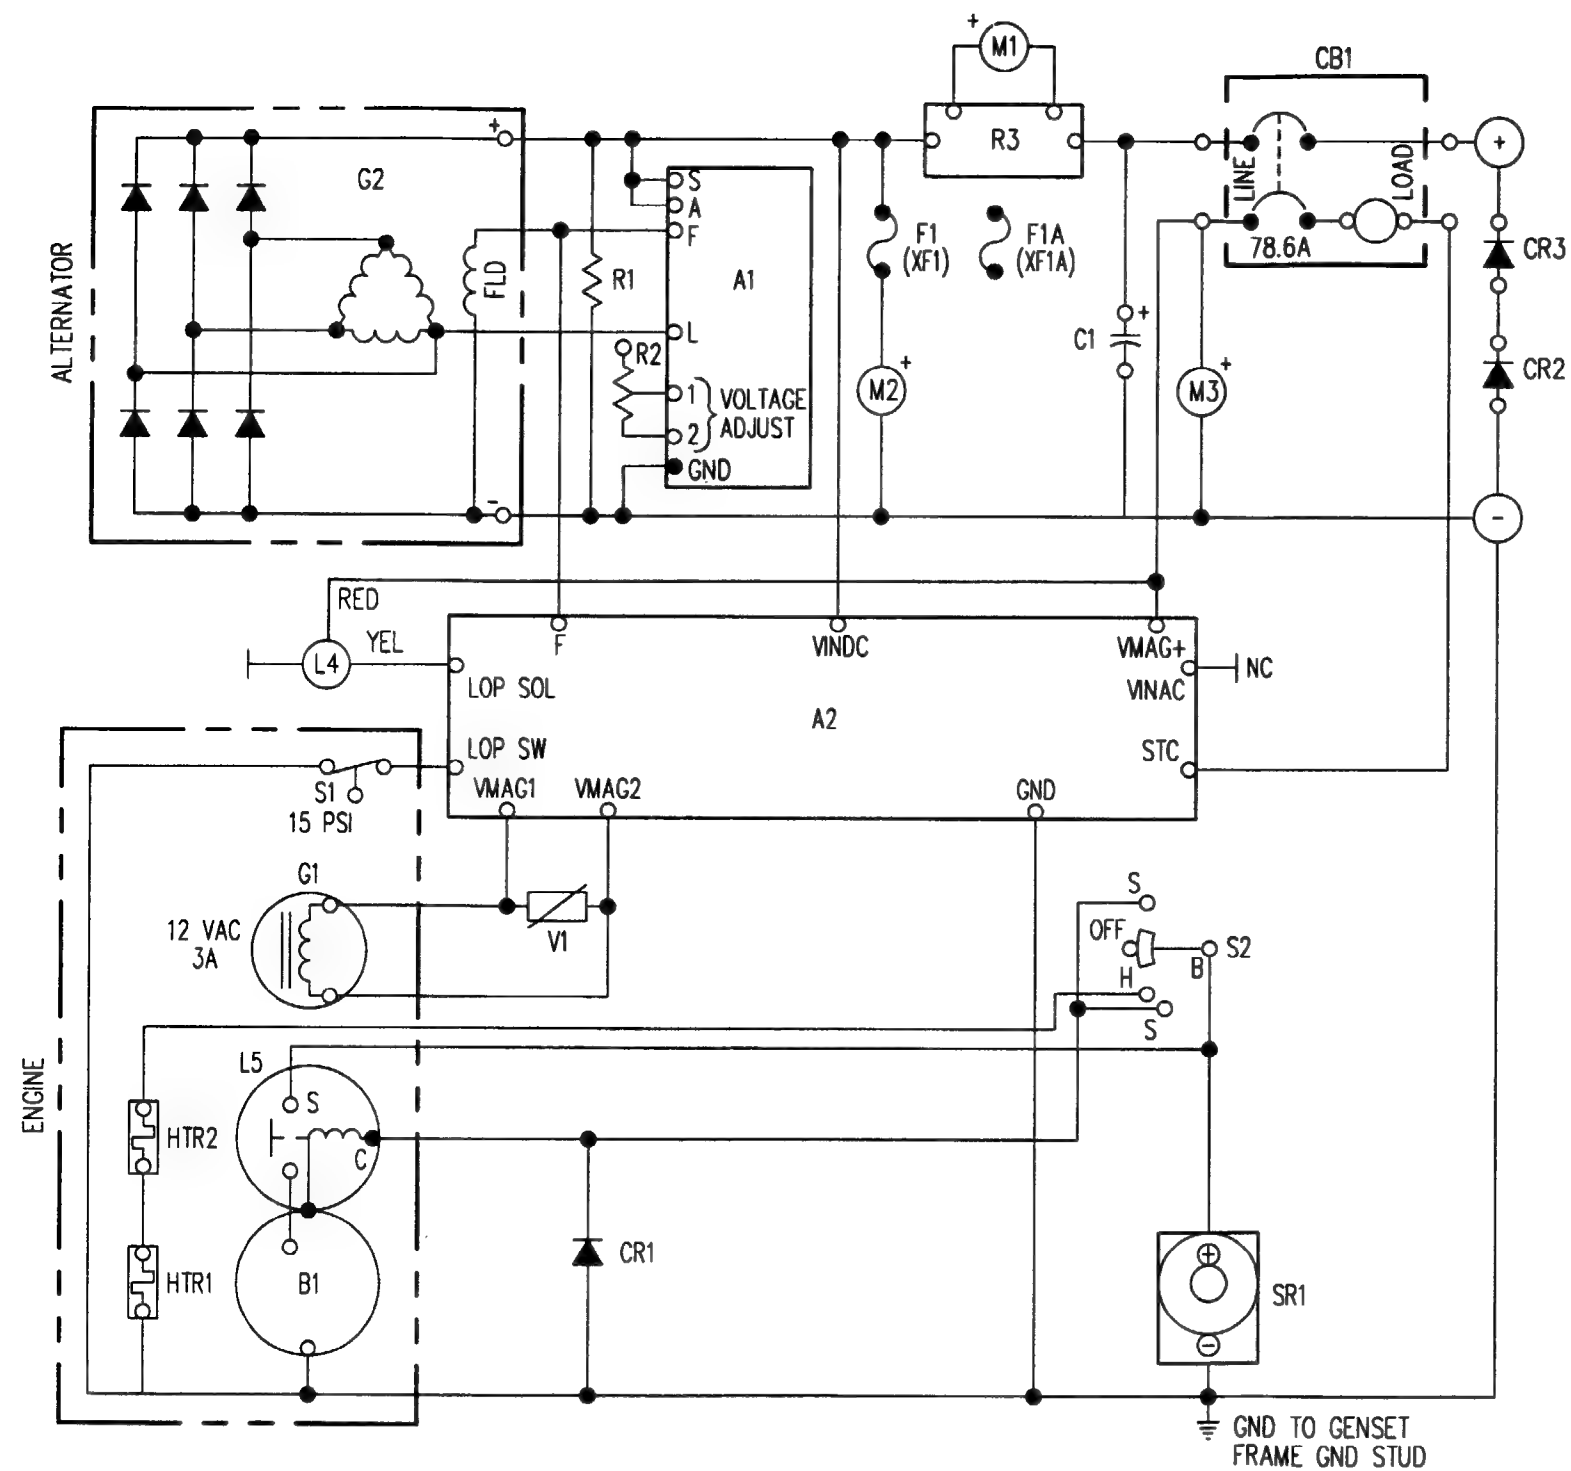 +
M1
CB1
ALTERNATOR
G2
+
R3
LINE
LOAD
+
S
A
F
FLD
R1
A1
F1
(XF1)
F1A
(XF1A)
78.6A
CR3
L
R2
C1
+
+
M2
+
M3
CR2
1
2
VOLTAGE
ADJUST
GND
-
-
RED
YEL
L4
F
VINDC
VMAG+
VINAC
NC
LOP SOL
A2
LOP SW
STC
S1
15 PSI
VMAG1
VMAG2
GND
G1
12 VAC
3A
V1
S
OFF
H
B
S2
S
ENGINE
L5
S
C
HTR2
HTR1
B1
CR1
+
-
SR1
GND TO GENSET
FRAME GND STUD